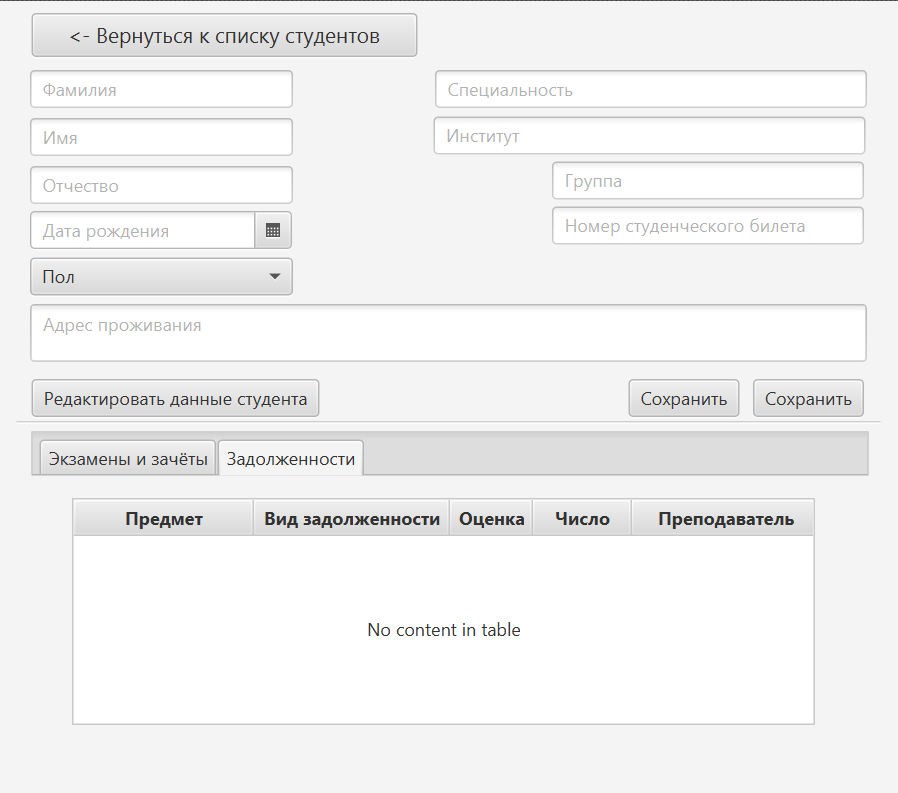 <- Вернуться к списку студентов
Фамилия
Специальность
Имя
Институт
Отчество
Группа
Дата рождения
Номер студенческого билета
Пол
Адрес проживания
Редактировать данные студента
Сохранить
Сохранить
Экзамены и зачёты
Задолженности
Предмет
Вид задолженности
Оценка
Число
Преподаватель
No content in table